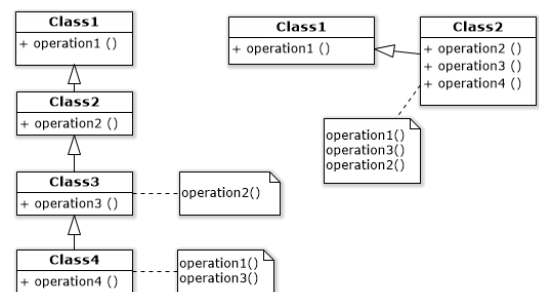 Class1
+ operation1 ()
Class2
+ operation2 ()
Class3
+ operation3 ()
operation2()
Class4
+ operation4 ()
operation1()
operation3()
Class1
+ operation1 ()
Class2
+ operation2 ()
+ operation3 ()
+ operation4 ()
operation1()
operation3()
operation2()